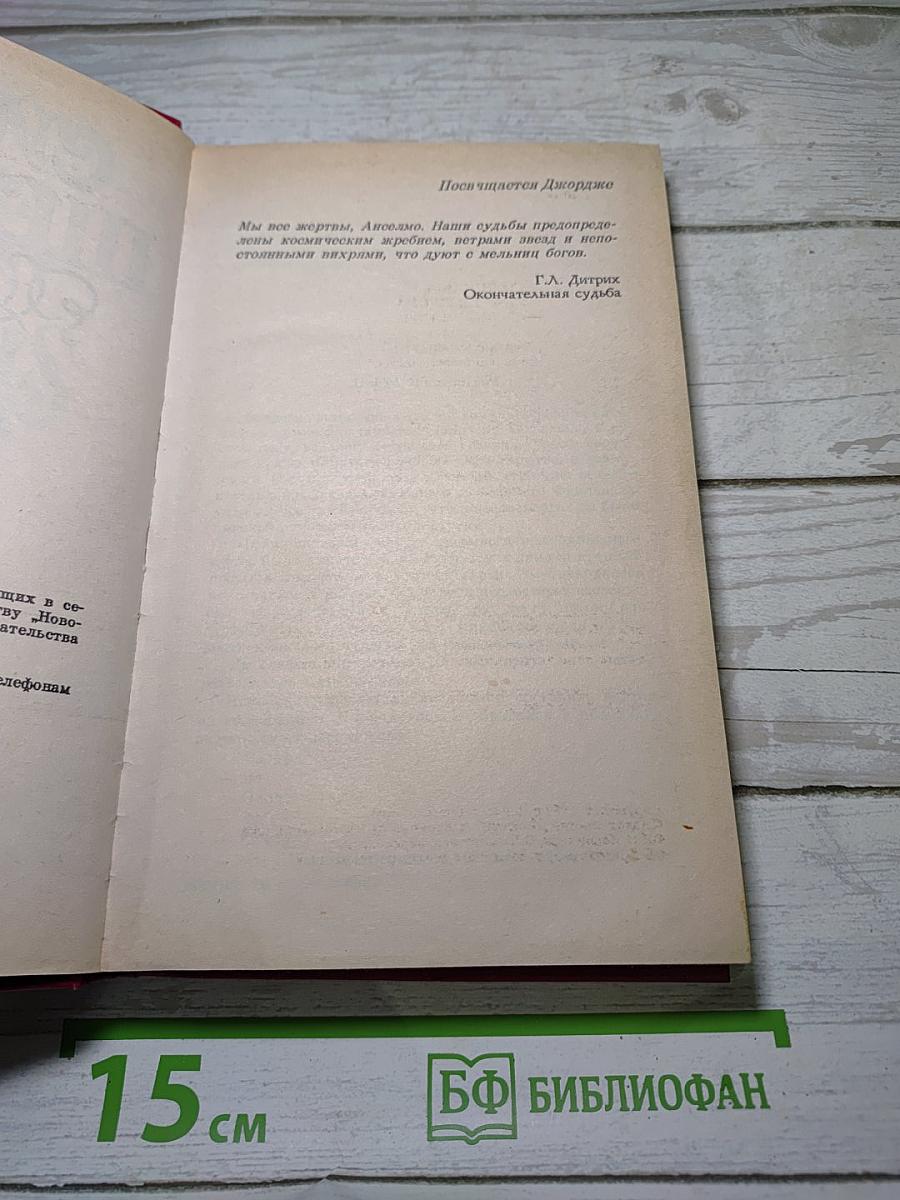 Посвящается Джордже
Мы все жертвы, Анселмо. Наши судьбы предопреде-
лены космическим жребием, ветрами звезд и непо-
стоянными вихрями, что дуют с мельниц богов.
Г.Л. Дитрих
Окончательная судьба
щих в се-
тву „Ново-
ательства
елефонам
15 см
БФ БИБЛИОФАН